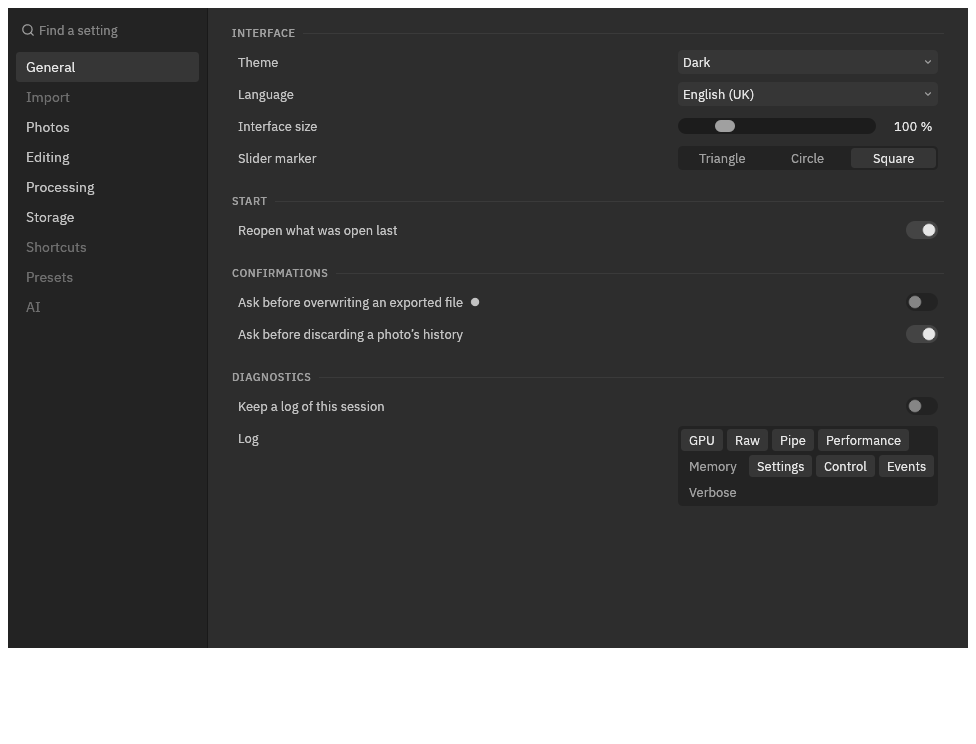 Find a setting
General
Import
Photos
Editing
Processing
Storage
Shortcuts
Presets
AI
INTERFACE
Theme Dark
Language English (UK)
Interface size 100 %
Slider marker Triangle Circle Square
START
Reopen what was open last
CONFIRMATIONS
Ask before overwriting an exported file
Ask before discarding a photo’s history
DIAGNOSTICS
Keep a log of this session
Log GPU Raw Pipe Performance
Memory Settings Control Events
Verbose